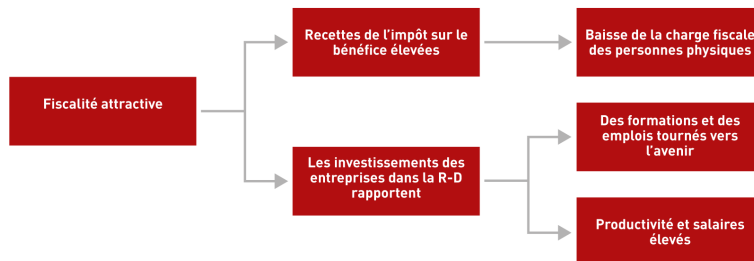 Fiscalité attractive
Recettes de l'impôt sur le
bénéfice élevées
Baisse de la charge fiscale
des personnes physiques
Les investissements des
entreprises dans la R-D
rapportent
Des formations et des
emplois tournés vers
l'avenir
Productivité et salaires
élevés